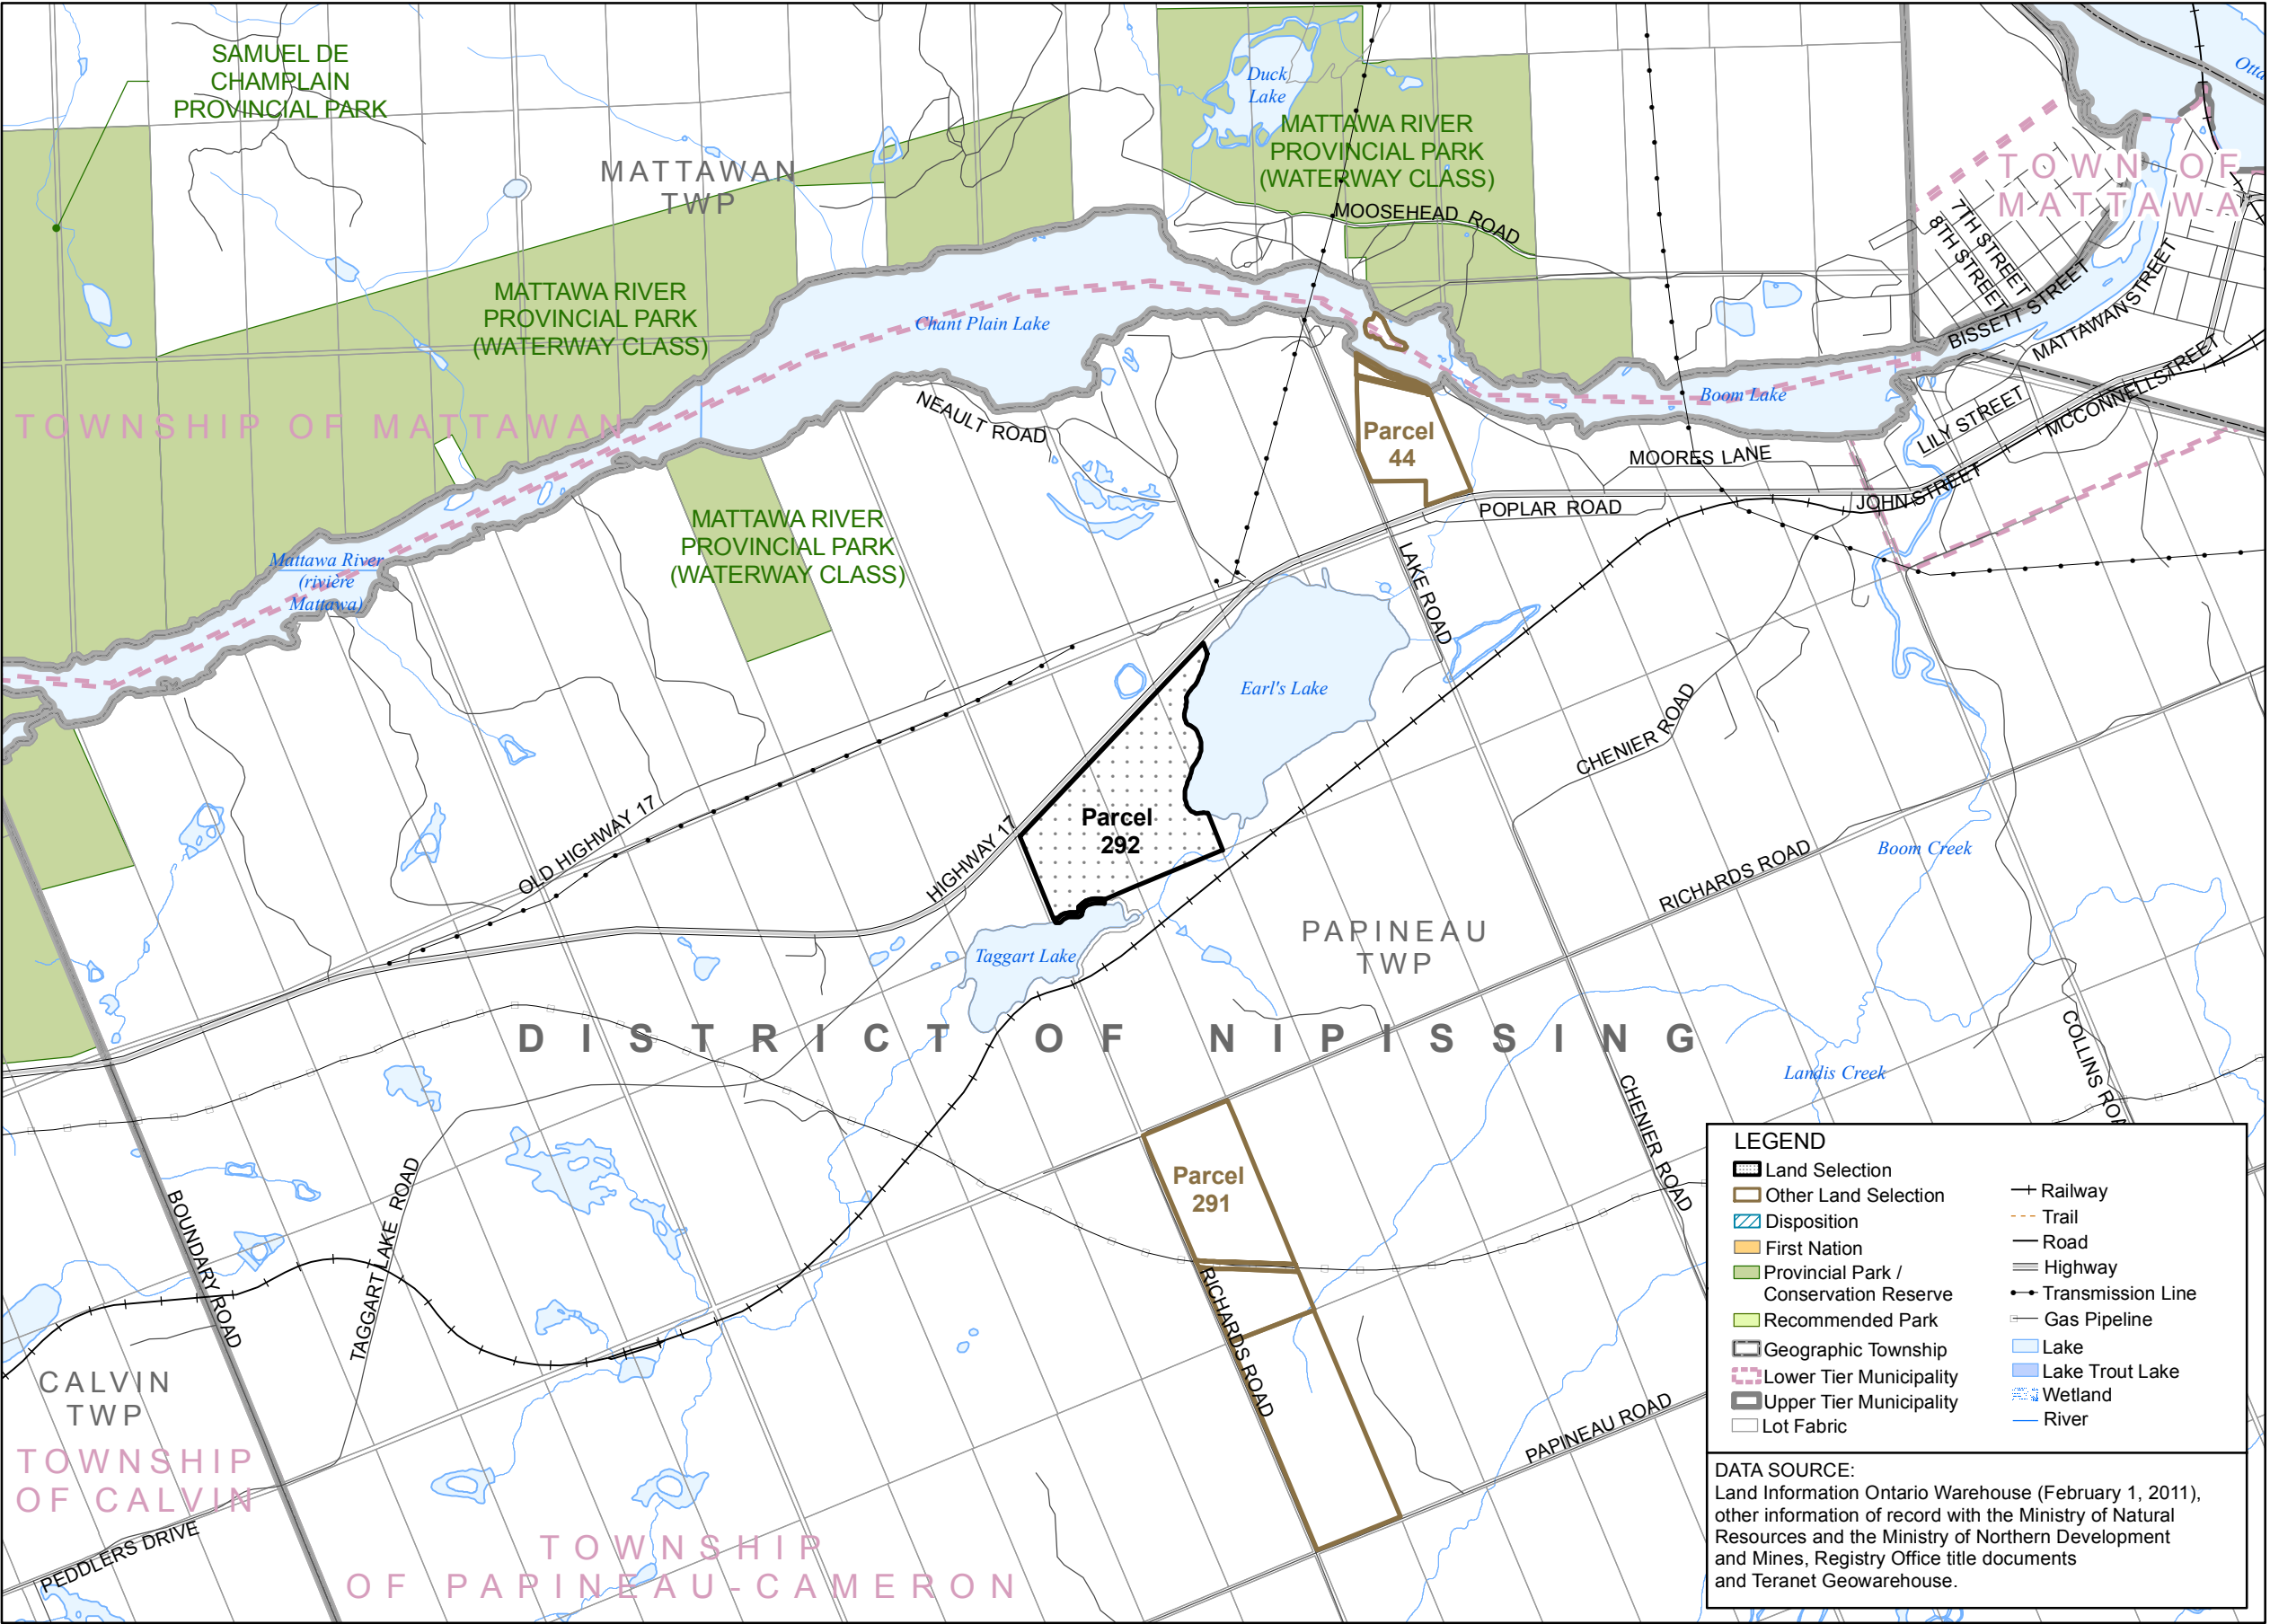 SAMUEL DE
CHAMPLAIN
PROVINCIAL PARK
MATTAWAN
TWP
Duck
Lake
MATTAWA RIVER
PROVINCIAL PARK
(WATERWAY CLASS)
MOOSEHEAD ROAD
TOWN OF
MATTAWA
7TH STREET
8TH STREET
BISSETT STREET
MATTAWAN STREET
MCCONNELL STREET
LILY STREET
JOHN STREET
MATTAWA RIVER
PROVINCIAL PARK
(WATERWAY CLASS)
Chant Plain Lake
Boom Lake
TOWNSHIP OF MATTAWAN
NEAULT ROAD
Parcel
44
MOORES LANE
POPLAR ROAD
MATTAWA RIVER
PROVINCIAL PARK
(WATERWAY CLASS)
Mattawa River
(rivière
Mattawa)
LAKE ROAD
Earl's Lake
CHENIER ROAD
OLD HIGHWAY 17
HIGHWAY 17
Parcel
292
RICHARDS ROAD
Boom Creek
Taggart Lake
PAPINEAU
TWP
DISTRICT OF NIPISSING
Landis Creek
COLLINS
CHENIER ROAD
Parcel
291
BOUNDARY ROAD
TAGGART LAKE ROAD
RICHARDS ROAD
PAPINEAU ROAD
CALVIN
TWP
TOWNSHIP
OF CALVIN
PEDDLERS DRIVE
TOWNSHIP
OF PAPINEAU-CAMERON
LEGEND
Land Selection
Other Land Selection
Disposition
First Nation
Provincial Park /
Conservation Reserve
Recommended Park
Geographic Township
Lower Tier Municipality
Upper Tier Municipality
Lot Fabric
Railway
Trail
Road
Highway
Transmission Line
Gas Pipeline
Lake
Lake Trout Lake
Wetland
River
DATA SOURCE:
Land Information Ontario Warehouse (February 1, 2011),
other information of record with the Ministry of Natural
Resources and the Ministry of Northern Development
and Mines, Registry Office title documents
and Teranet Geowarehouse.